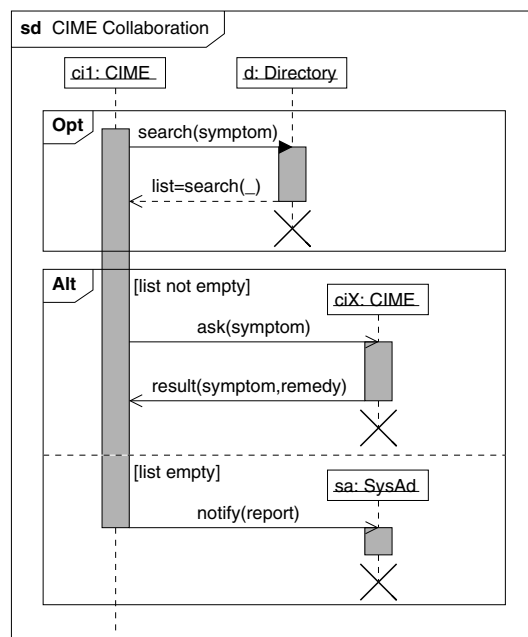 sd CIME Collaboration
ci1: CIME
d: Directory
Opt
search(symptom)
list=search(_)
Alt
[list not empty]
ciX: CIME
ask(symptom)
result(symptom,remedy)
[list empty]
sa: SysAd
notify(report)